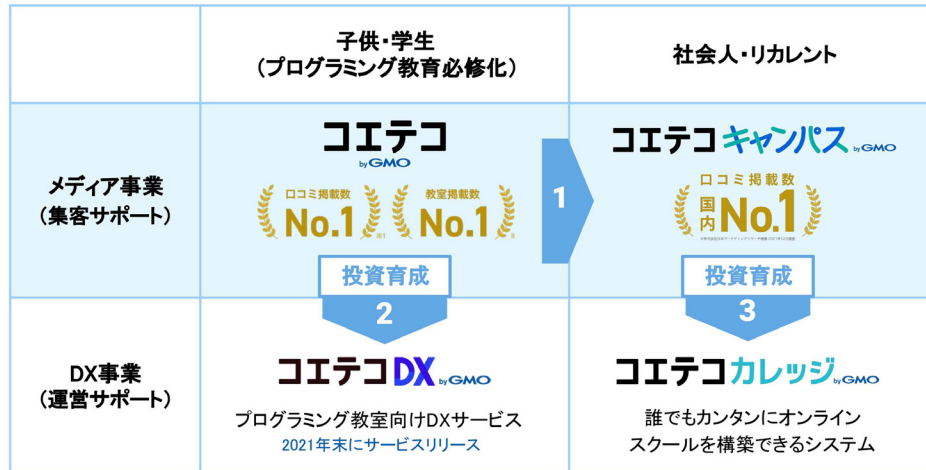 子供・学生
(プログラミング教育必修化)
社会人・リカレント
メディア事業
(集客サポート)
コエテコ
by GMO
口コミ掲載数
No.1
教室掲載数
No.1
1
コエテコキャンパス by GMO
口コミ掲載数
国内 No.1
投資育成
2
投資育成
3
DX事業
(運営サポート)
コエテコDX by GMO
プログラミング教室向けDXサービス
2021年末にサービスリリース
コエテコカレッジ by GMO
誰でもカンタンにオンライン
スクールを構築できるシステム